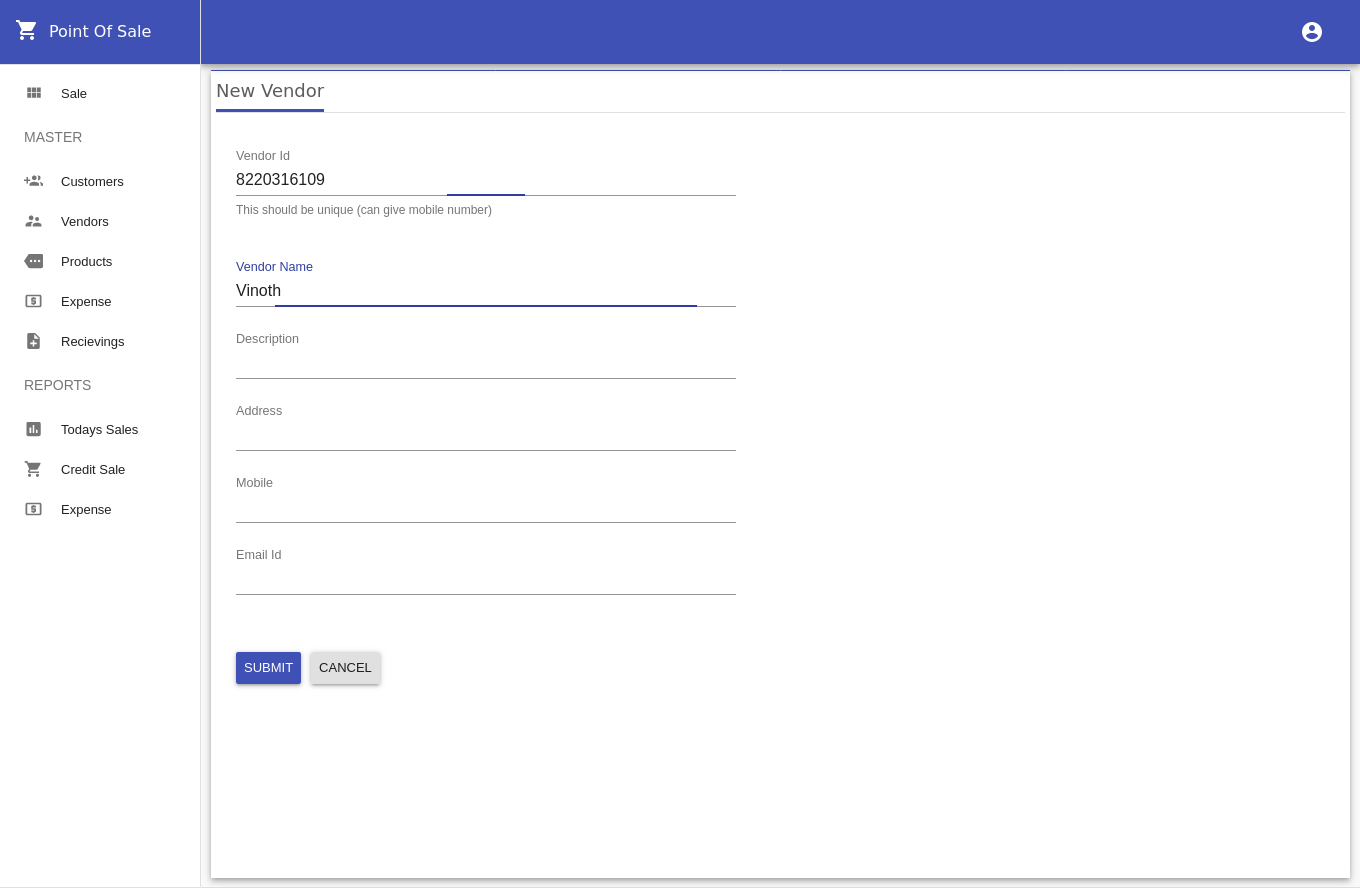 Point Of Sale
Sale
MASTER
Customers
Vendors
Products
Expense
Recievings
REPORTS
Todays Sales
Credit Sale
Expense
New Vendor
Vendor Id
8220316109
This should be unique (can give mobile number)
Vendor Name
Vinoth
Description
Address
Mobile
Email Id
SUBMIT CANCEL